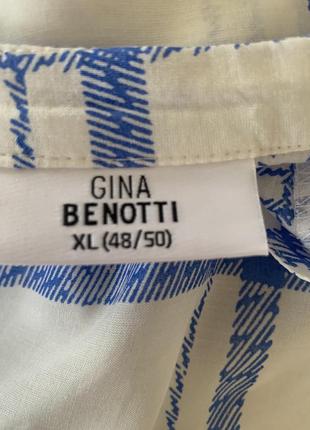 GINA
BENOTTI
XL (48/50)